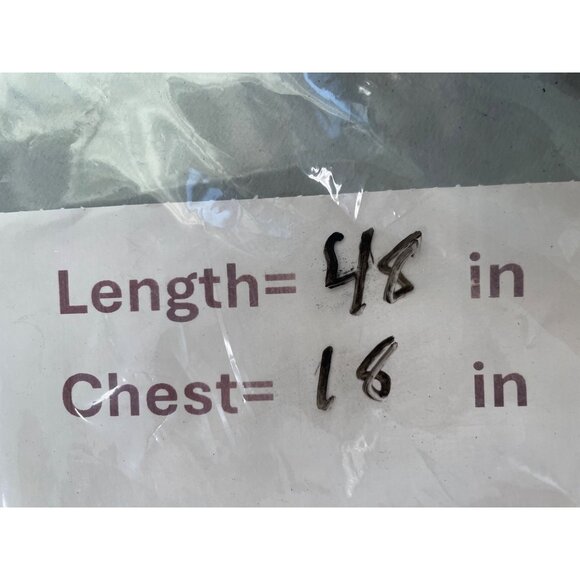 Length= 48 in
Chest= 18 in